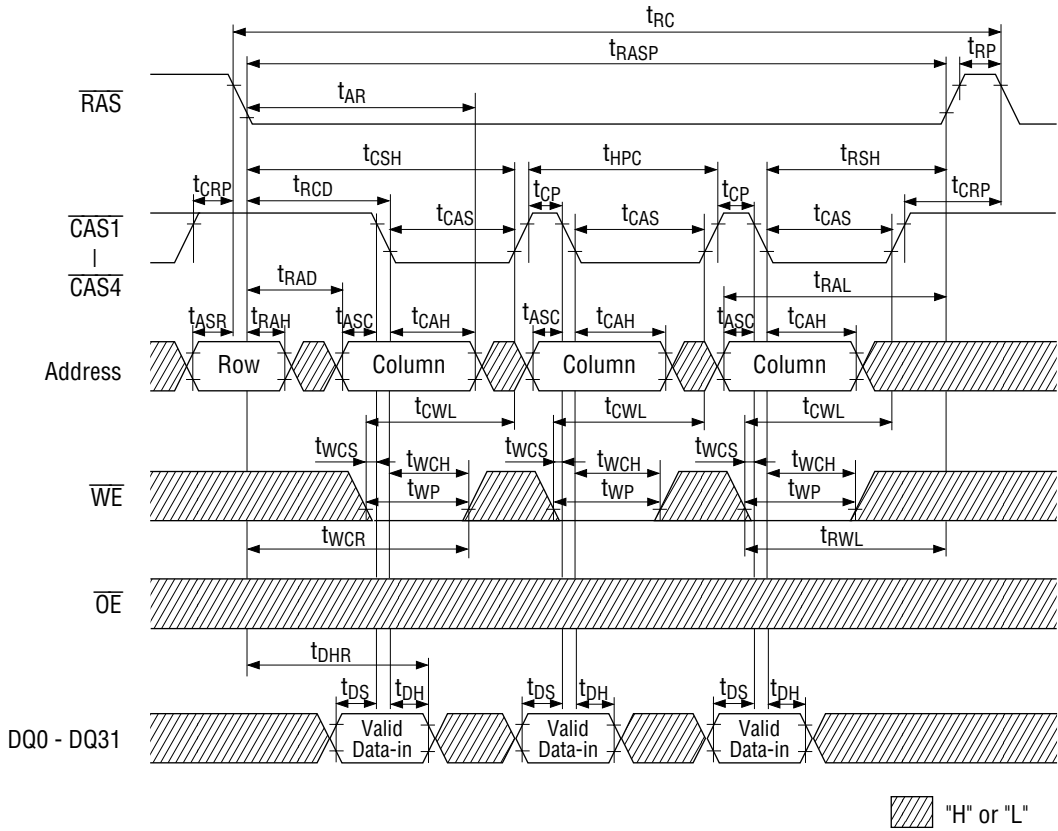 tRC
tRASP
tRP
RAS
tAR
tCSH
tHPC
tRSH
tCRP
tRCD
tCP
tCP
tCRP
CAS1
|
CAS4
tCAS
tCAS
tCAS
tRAD
tRAL
tASR
tRAH
tASC
tCAH
tASC
tCAH
tASC
tCAH
Address
Row
Column
Column
Column
tCWL
tCWL
tCWL
tWCS
tWCH
tWCS
tWCH
tWCS
tWCH
WE
tWP
tWP
tWP
tWCR
tRWL
OE
tDHR
tDS
tDH
tDS
tDH
tDS
tDH
DQ0 - DQ31
Valid
Data-in
Valid
Data-in
Valid
Data-in
"H" or "L"